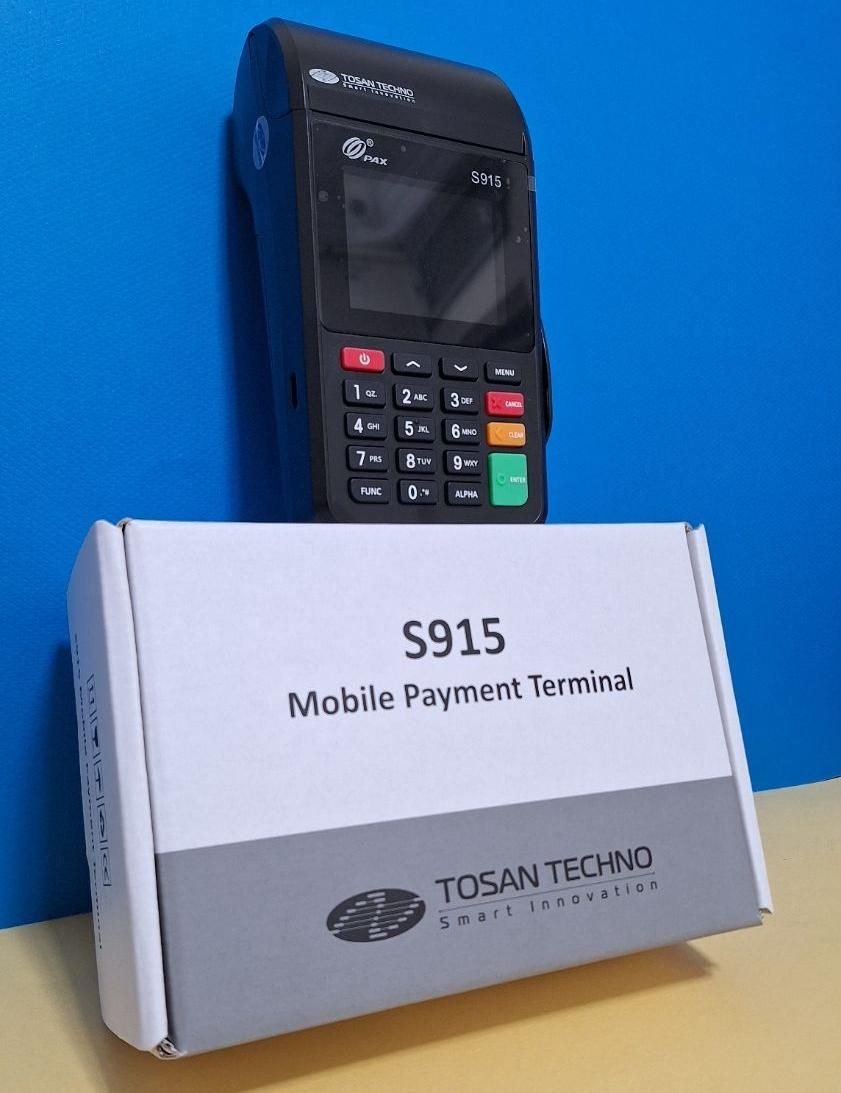 TOSAN TECHNO
Smart Innovation
PAX
®
S915
MENU
1 QZ.
2 ABC
3 DEF
CANCEL
4 GHI
5 JKL
6 MNO
CLEAR
7 PRS
8 TUV
9 WXY
ENTER
FUNC
0 .*#
ALPHA
S915
Mobile Payment Terminal
TOSAN TECHNO
Smart Innovation